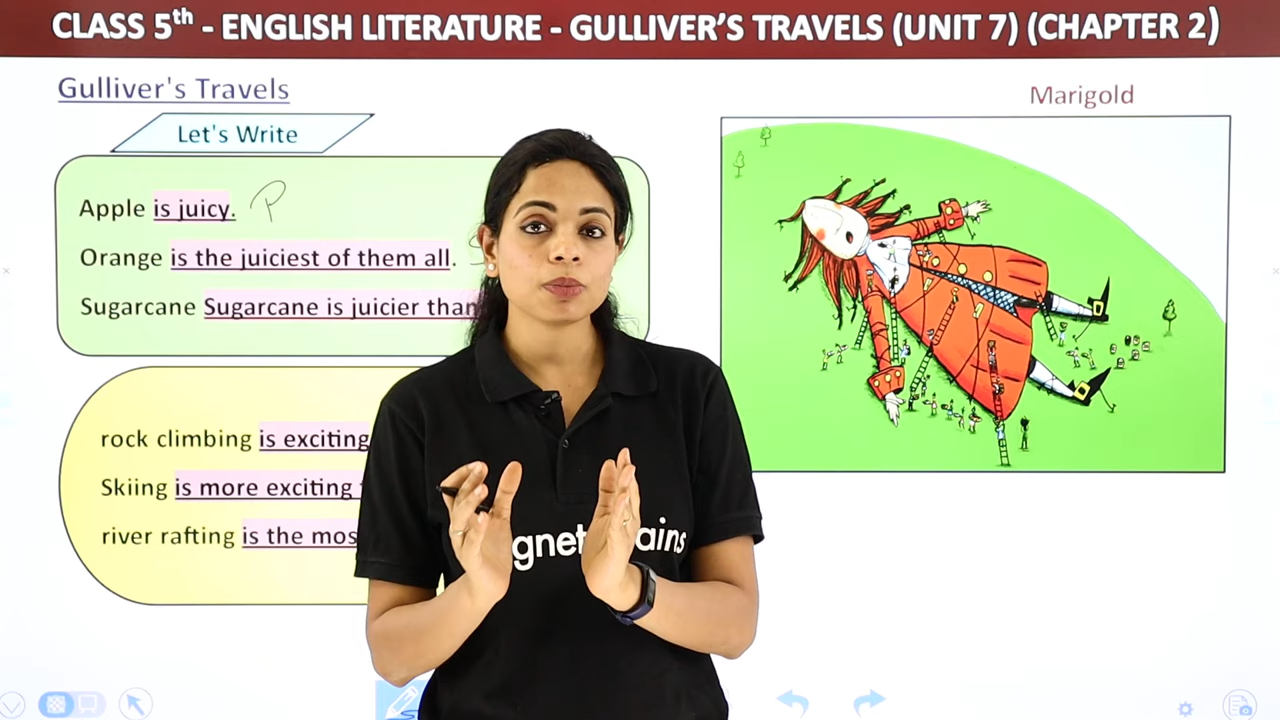 CLASS 5th - ENGLISH LITERATURE - GULLIVER'S TRAVELS (UNIT 7) (CHAPTER 2)
Gulliver's Travels
Marigold
Let's Write
Apple is juicy. P
Orange is the juiciest of them all.
Sugarcane Sugarcane is juicier than
rock climbing is exciting
Skiing is more exciting
river rafting is the mos
gnet ains